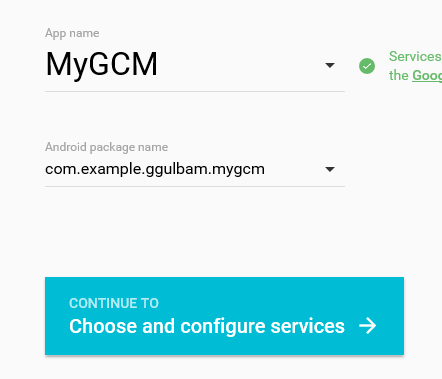 App name
MyGCM
Services
the
Android package name
com.example.ggulbam.mygcm
CONTINUE TO
Choose and configure services